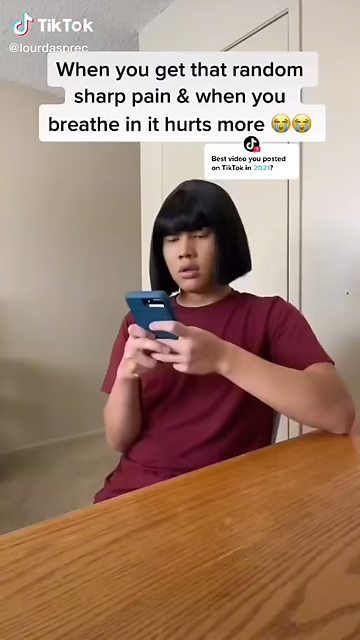 TikTok
@lourdasprec
When you get that random
sharp pain & when you
breathe in it hurts more 😭😭
Best video you posted
on TikTok in 2021?